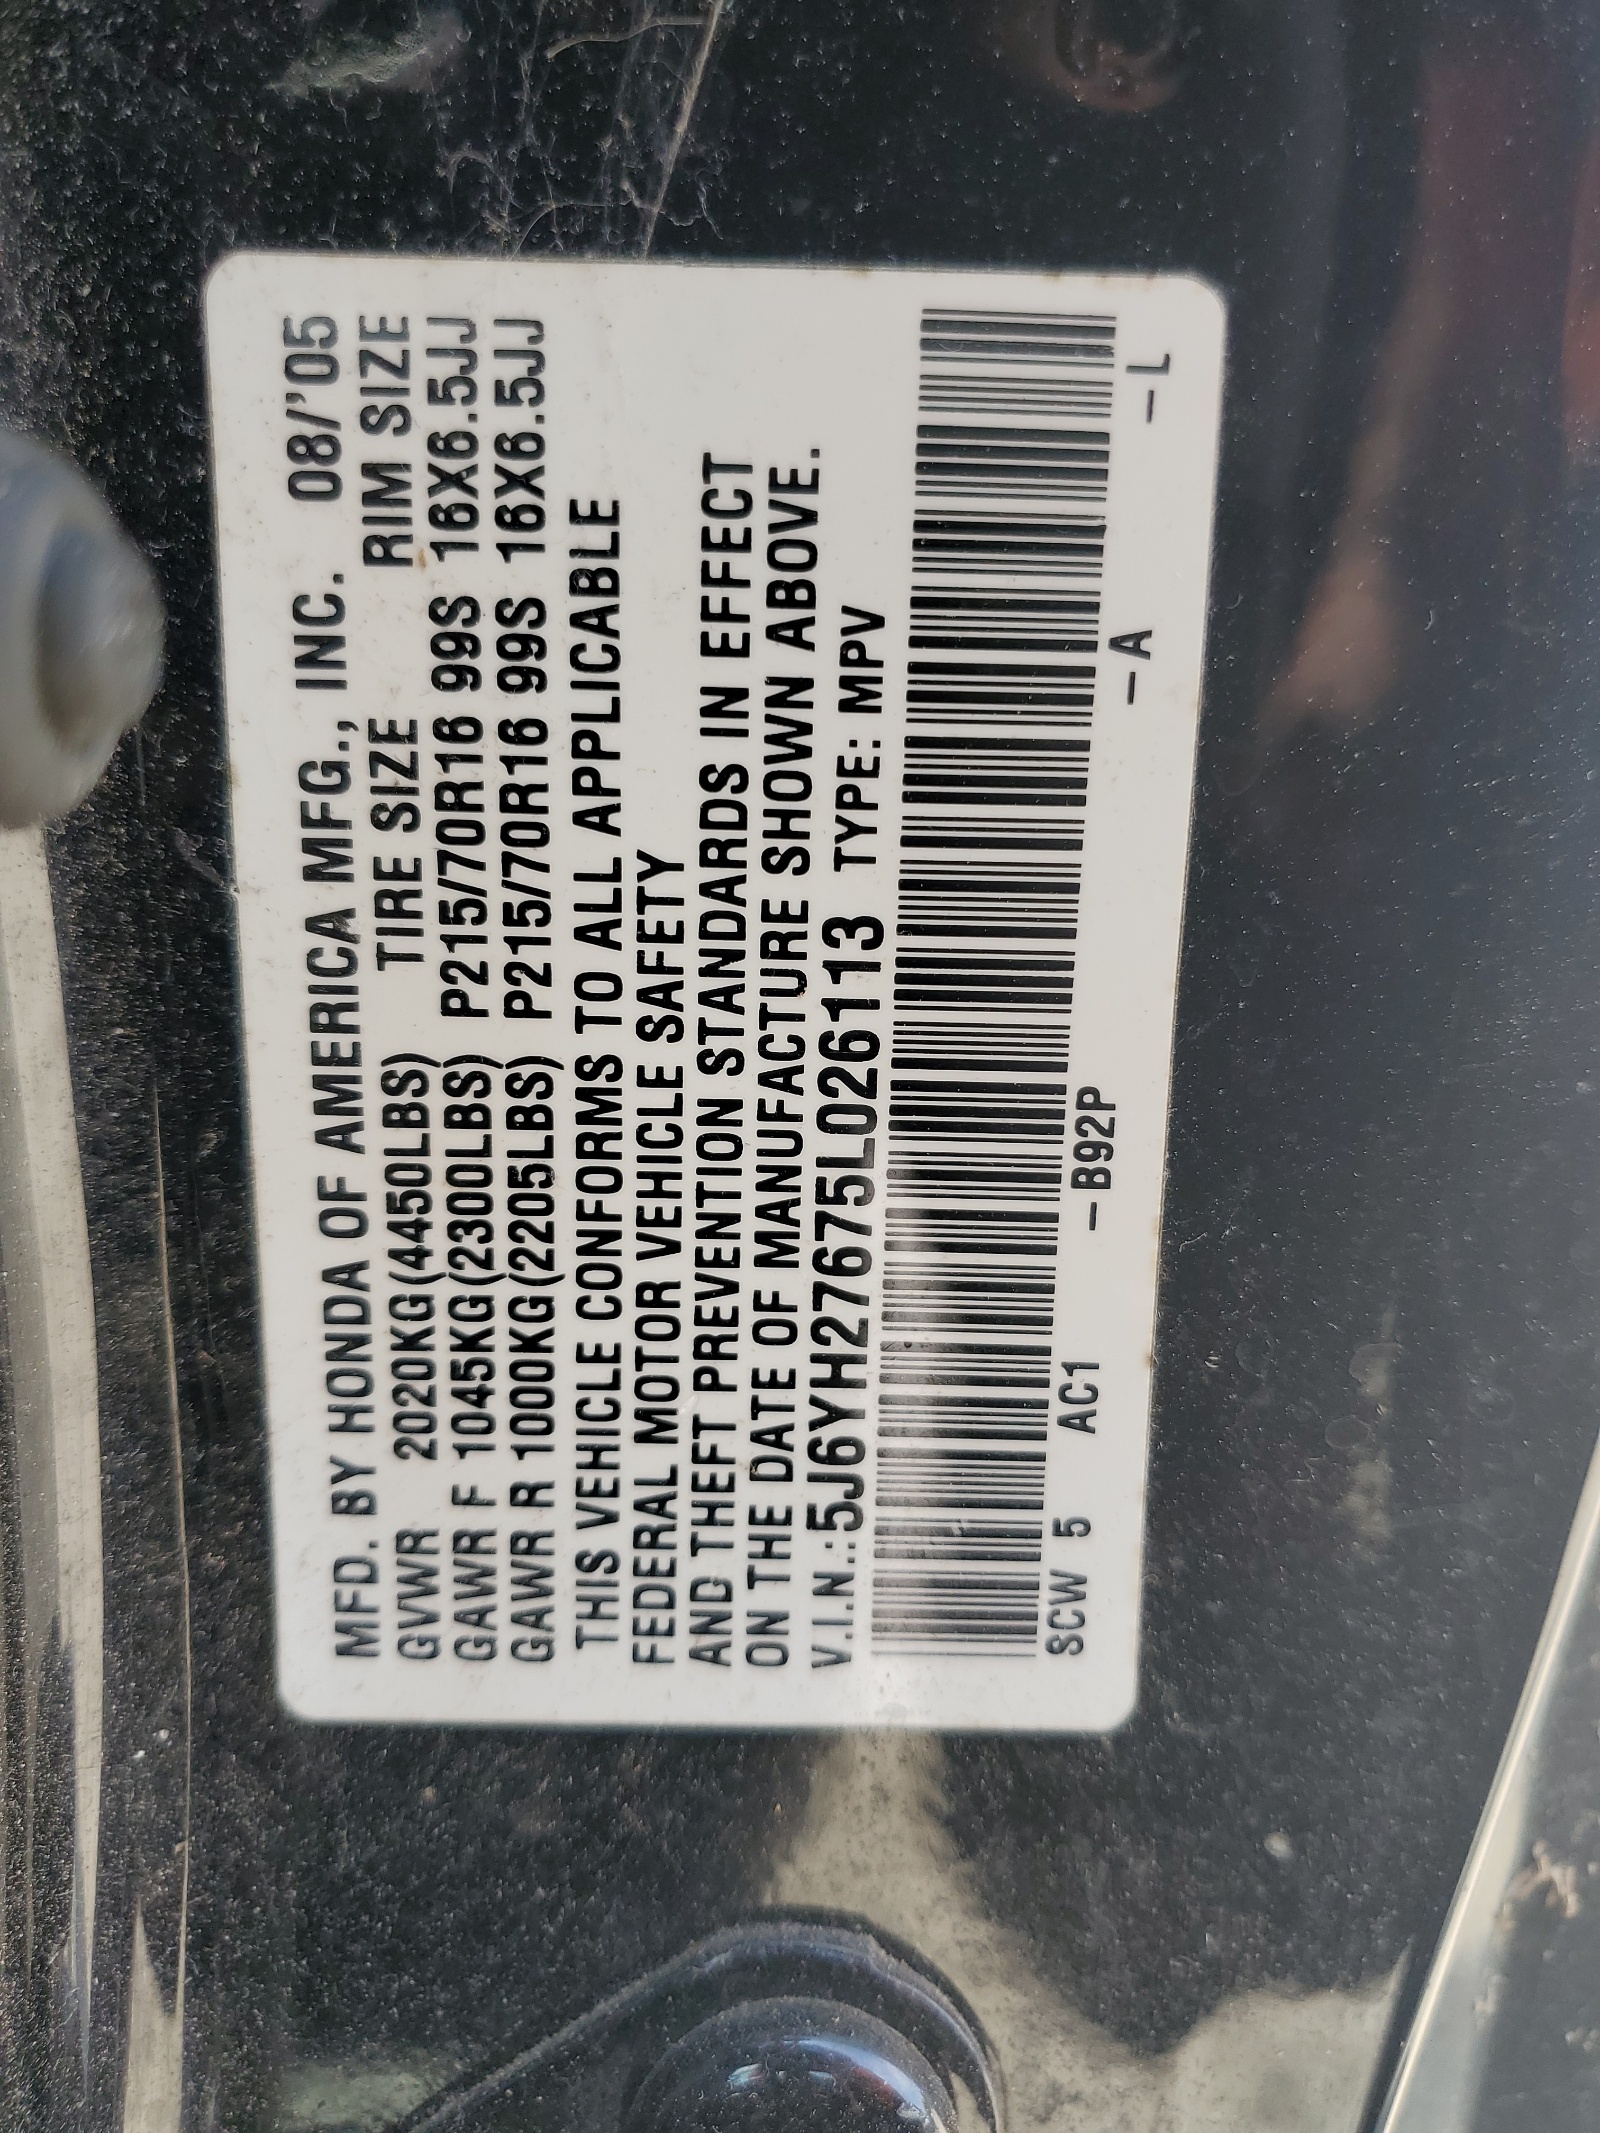 MFD. BY HONDA OF AMERICA MFG., INC. 08/'05
GVWR 2020KG(4450LBS) TIRE SIZE RIM SIZE
GAWR F 1045KG(2300LBS) P215/70R16 99S 16X6.5JJ
GAWR R 1000KG(2205LBS) P215/70R16 99S 16X6.5JJ
THIS VEHICLE CONFORMS TO ALL APPLICABLE
FEDERAL MOTOR VEHICLE SAFETY
AND THEFT PREVENTION STANDARDS IN EFFECT
ON THE DATE OF MANUFACTURE SHOWN ABOVE.
V.I.N.:5J6YH27675L026113 TYPE: MPV
SCW 5 AC1 -B92P -A -L